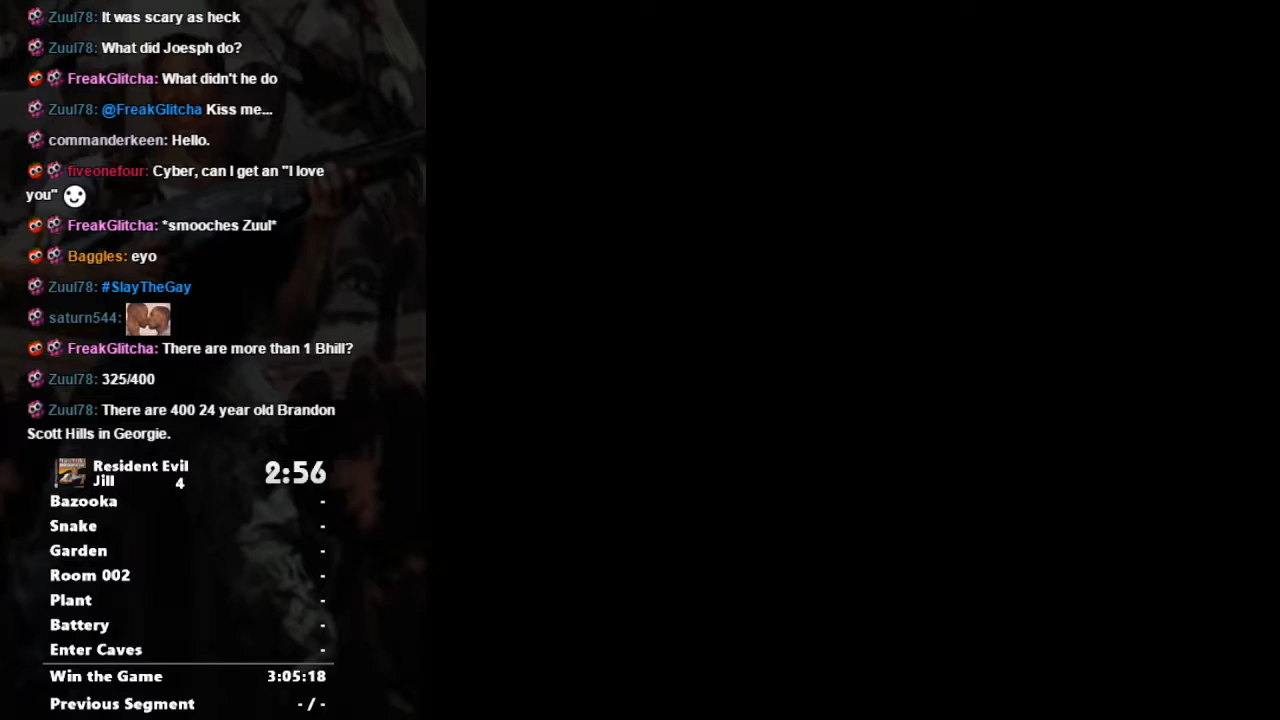 Zuul78: It was scary as heck
Zuul78: What did Joesph do?
FreakGlitcha: What didn't he do
Zuul78: @FreakGlitcha Kiss me...
commanderkeen: Hello.
fiveonefour: Cyber, can I get an "I love
you"
FreakGlitcha: *smooches Zuul*
Baggles: eyo
Zuul78: #SlayTheGay
saturn544:
FreakGlitcha: There are more than 1 Bhill?
Zuul78: 325/400
Zuul78: There are 400 24 year old Brandon
Scott Hills in Georgie.
Resident Evil 2:56
Jill 4
Bazooka -
Snake -
Garden -
Room 002 -
Plant -
Battery -
Enter Caves -
Win the Game 3:05:18
Previous Segment - / -